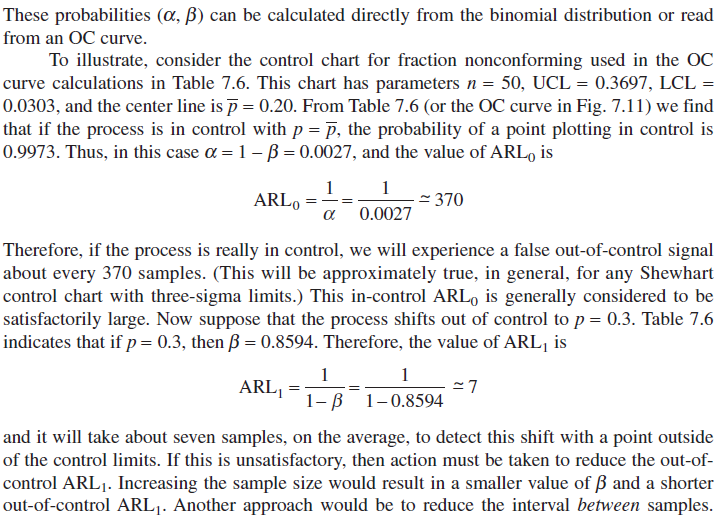 These probabilities (α, β) can be calculated directly from the binomial distribution or read
from an OC curve.
To illustrate, consider the control chart for fraction nonconforming used in the OC
curve calculations in Table 7.6. This chart has parameters n = 50, UCL = 0.3697, LCL =
0.0303, and the center line is p̅ = 0.20. From Table 7.6 (or the OC curve in Fig. 7.11) we find
that if the process is in control with p = p̅, the probability of a point plotting in control is
0.9973. Thus, in this case α = 1 – β = 0.0027, and the value of ARL₀ is
ARL₀ = 1/α = 1/0.0027 ≃ 370
Therefore, if the process is really in control, we will experience a false out-of-control signal
about every 370 samples. (This will be approximately true, in general, for any Shewhart
control chart with three-sigma limits.) This in-control ARL₀ is generally considered to be
satisfactorily large. Now suppose that the process shifts out of control to p = 0.3. Table 7.6
indicates that if p = 0.3, then β = 0.8594. Therefore, the value of ARL₁ is
ARL₁ = 1/(1 – β) = 1/(1 – 0.8594) ≃ 7
and it will take about seven samples, on the average, to detect this shift with a point outside
of the control limits. If this is unsatisfactory, then action must be taken to reduce the out-of-
control ARL₁. Increasing the sample size would result in a smaller value of β and a shorter
out-of-control ARL₁. Another approach would be to reduce the interval between samples.